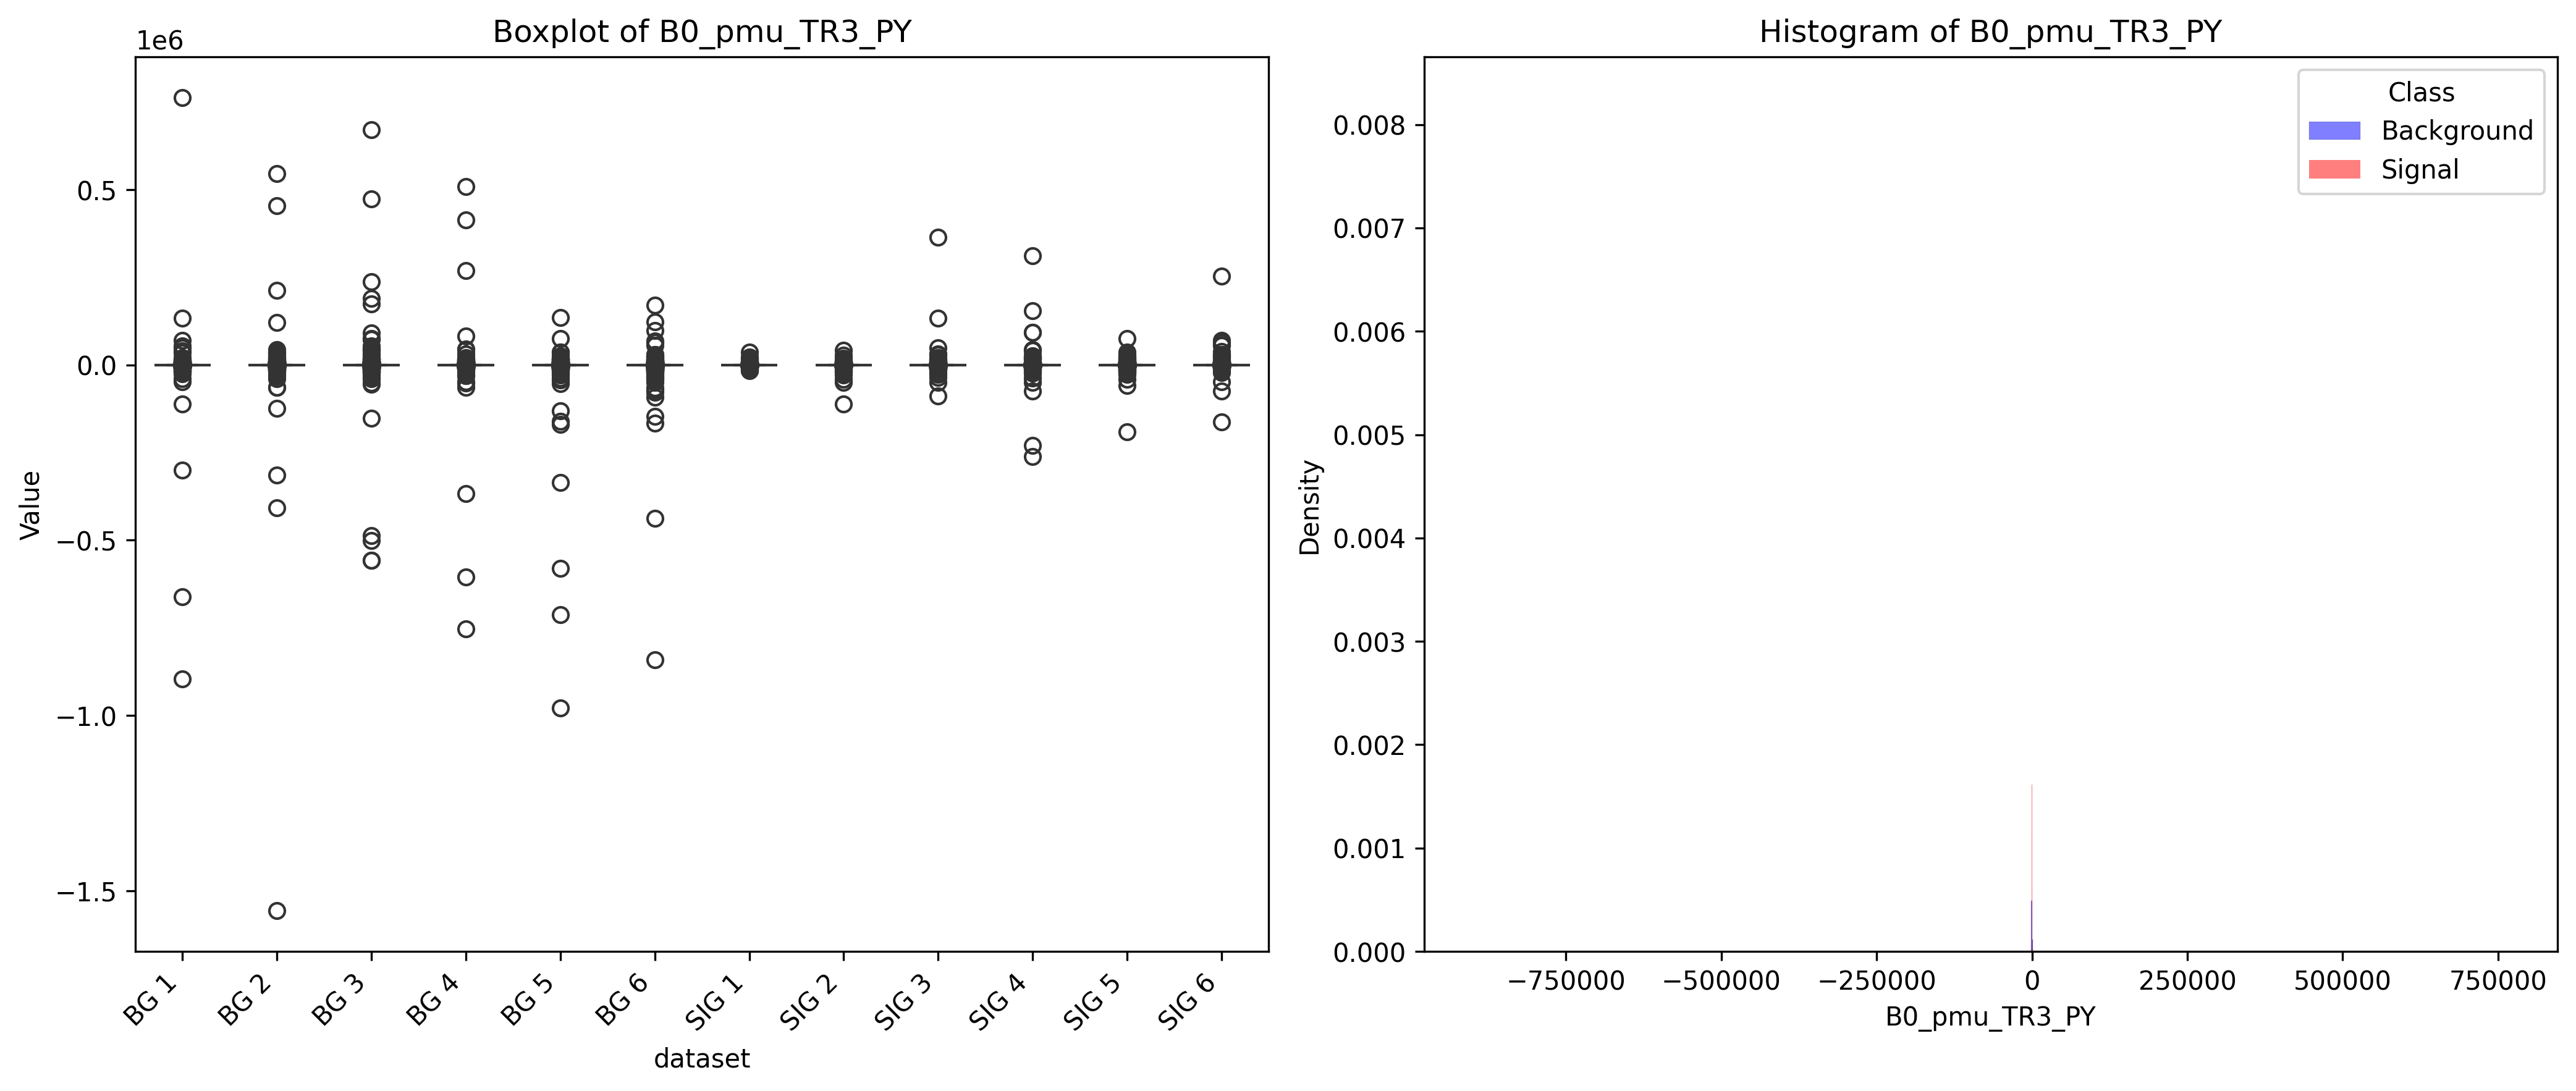 Boxplot of B0_pmu_TR3_PY
1e6
0.5
0.0
−0.5
−1.0
−1.5
Value
BG 1
BG 2
BG 3
BG 4
BG 5
BG 6
SIG 1
SIG 2
SIG 3
SIG 4
SIG 5
SIG 6
dataset
Histogram of B0_pmu_TR3_PY
Class
Background
Signal
0.008
0.007
0.006
0.005
0.004
0.003
0.002
0.001
0.000
Density
−750000
−500000
−250000
0
250000
500000
750000
B0_pmu_TR3_PY